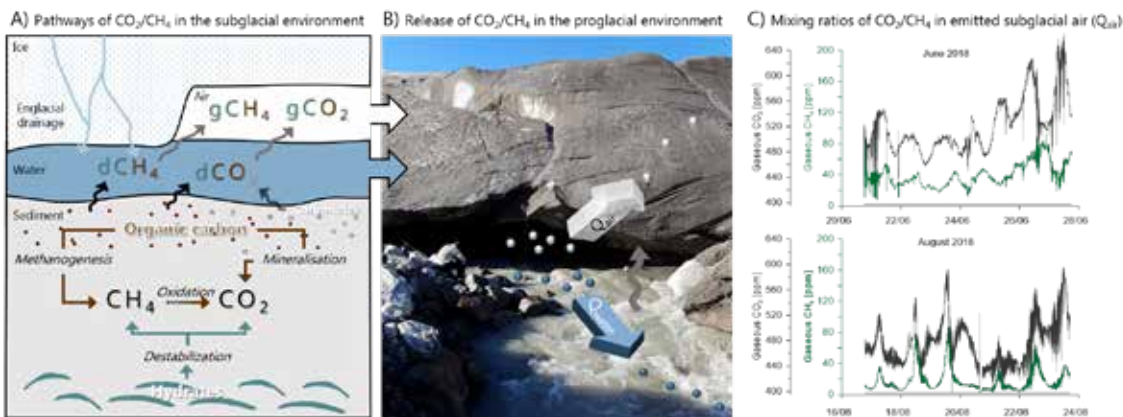 A) Pathways of CO₂/CH₄ in the subglacial environment
Ice
Englacial
drainage
Air
gCH₄ gCO₂
Water
dCH₄ dCO
Sediment
Organic carbon
Methanogenesis
Mineralisation
CH₄ Oxidation CO₂
Destabilization
Hydrates
B) Release of CO₂/CH₄ in the proglacial environment
Qair
C) Mixing ratios of CO₂/CH₄ in emitted subglacial air (Qair)
June 2018
Gaseous CO₂ [ppm]
640
560
480
400
Gaseous CH₄ [ppm]
200
160
120
80
40
0
22/06 24/06 26/06 28/06
August 2018
Gaseous CO₂ [ppm]
640
600
560
520
480
440
400
Gaseous CH₄ [ppm]
200
160
120
80
40
0
16/08 18/08 20/08 22/08 24/08